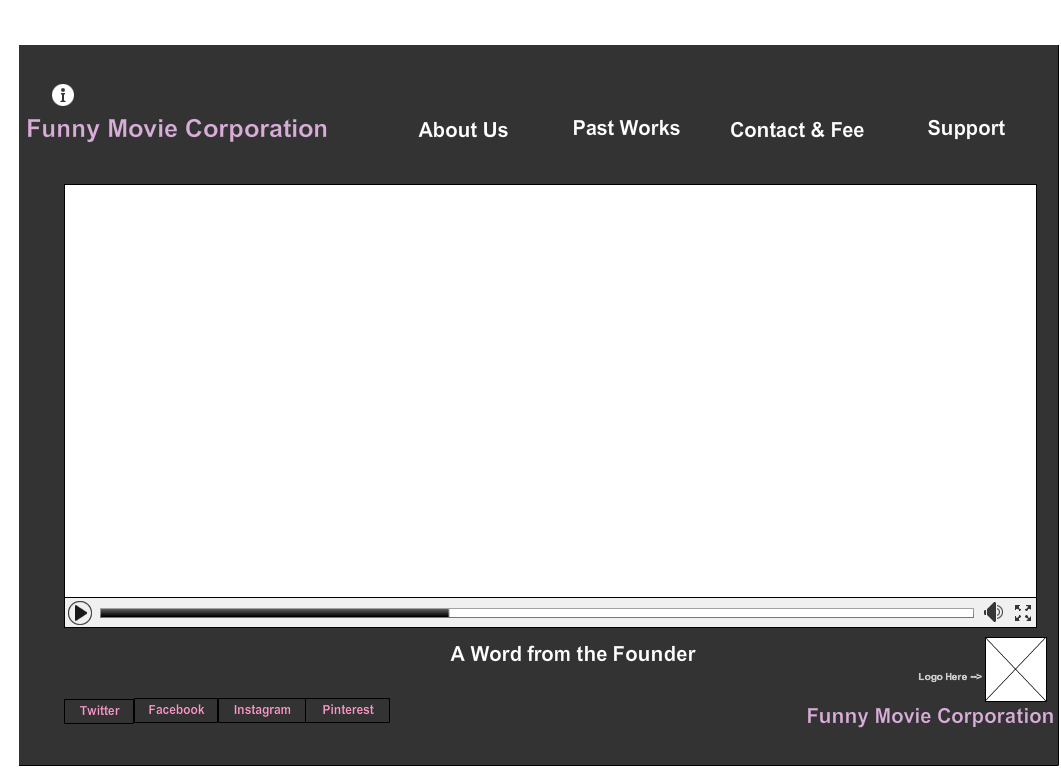 Funny Movie Corporation
About Us
Past Works
Contact & Fee
Support
A Word from the Founder
Logo Here -->
Twitter
Facebook
Instagram
Pinterest
Funny Movie Corporation